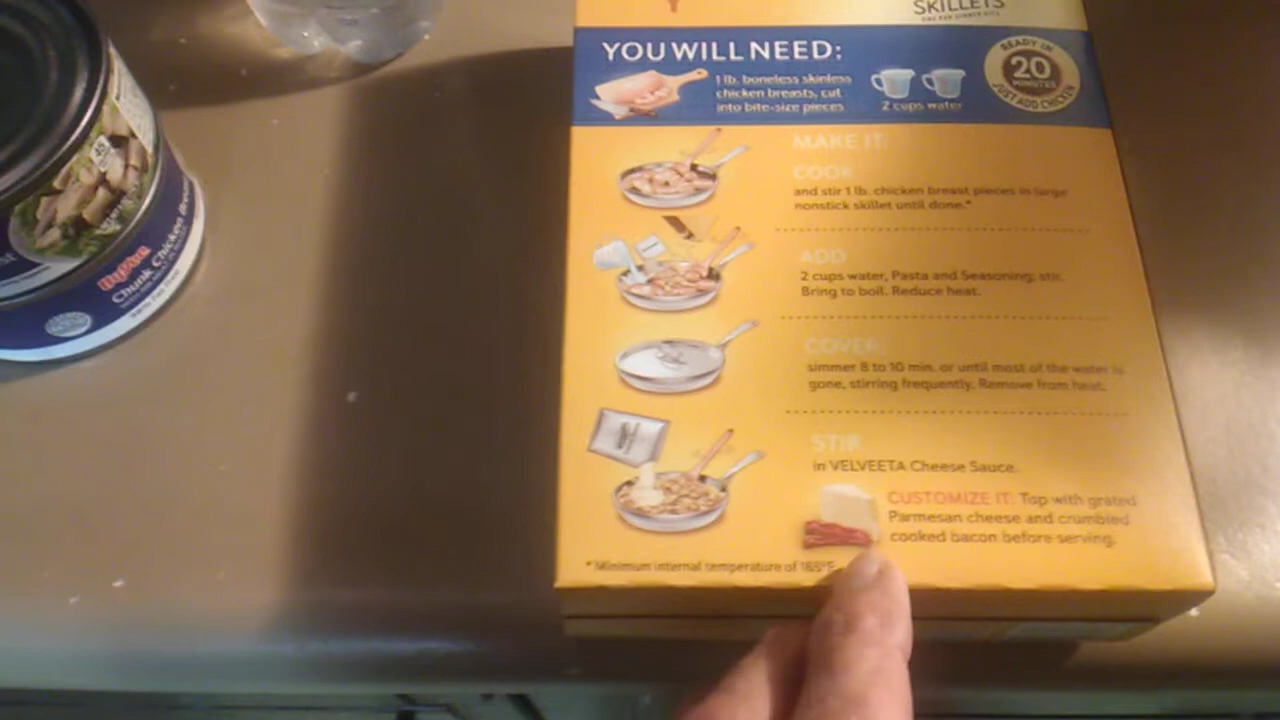 SKILLETS
YOU WILL NEED:
1 lb. boneless skinless
chicken breasts, cut
into bite-size pieces
2 cups water
READY IN
20
MINUTES
JUST ADD CHICKEN
MAKE IT:
COOK
and stir 1 lb. chicken breast pieces in large
nonstick skillet until done.*
ADD
2 cups water, Pasta and Seasoning; stir.
Bring to boil. Reduce heat.
COVER;
simmer 8 to 10 min. or until most of the water is
gone, stirring frequently. Remove from heat.
STIR
in VELVEETA Cheese Sauce.
CUSTOMIZE IT: Top with grated
Parmesan cheese and crumbled
cooked bacon before serving.
* Minimum internal temperature of 165°F
HyVee
Chunk Chicken